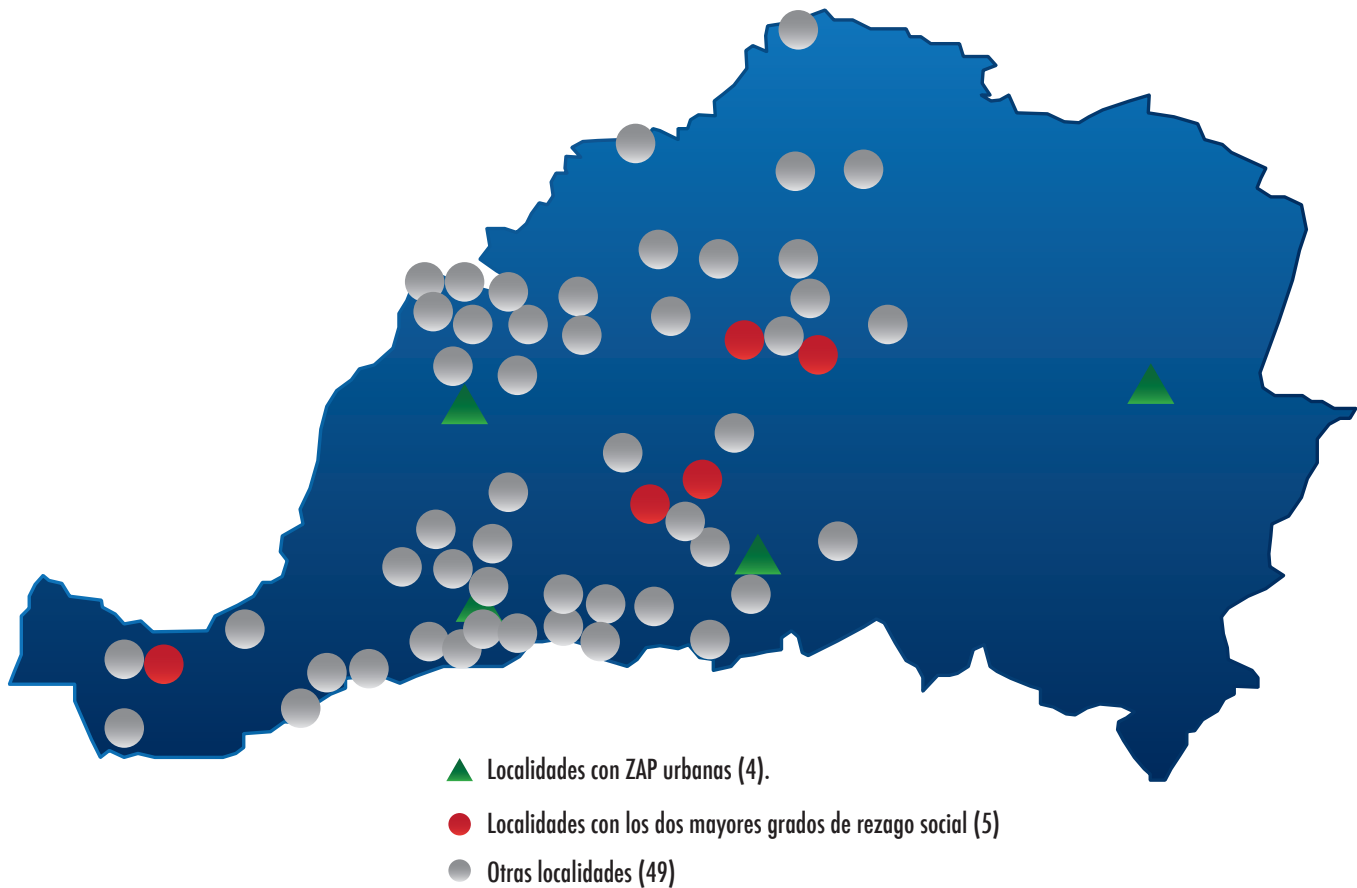 Localidades con ZAP urbanas (4).
Localidades con los dos mayores grados de rezago social (5)
Otras localidades (49)